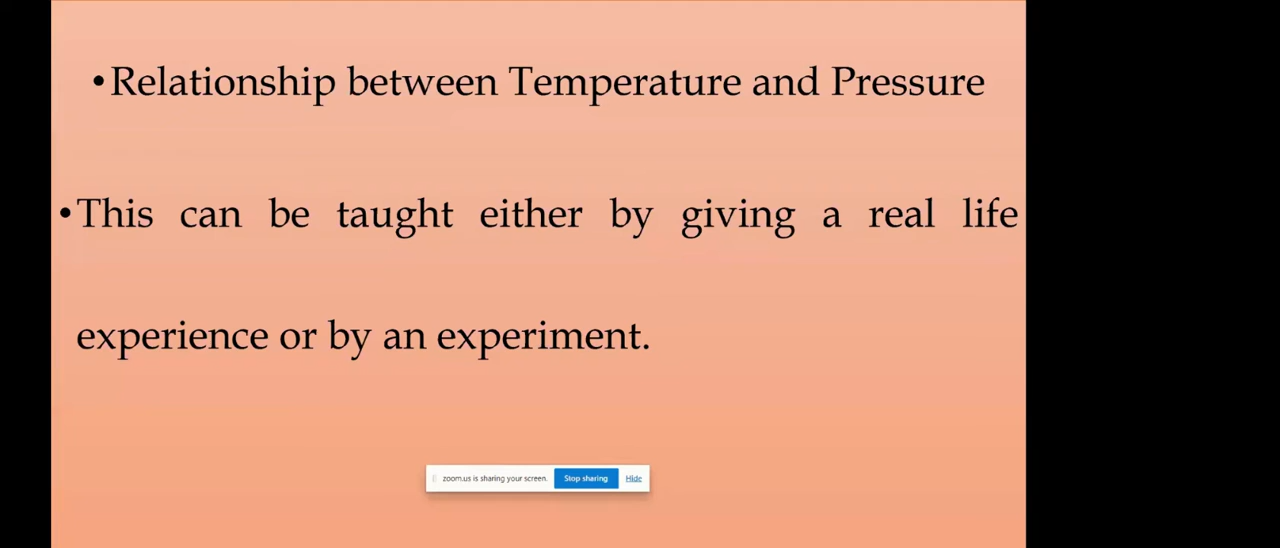 •Relationship between Temperature and Pressure
•This can be taught either by giving a real life
experience or by an experiment.
zoom.us is sharing your screen. Stop sharing Hide